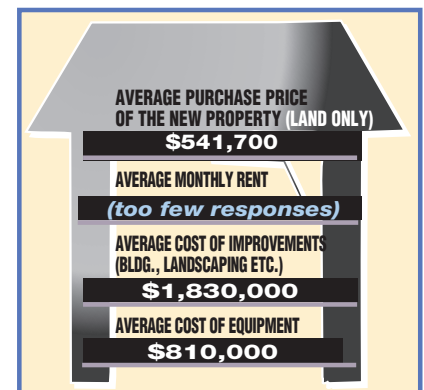 AVERAGE PURCHASE PRICE
OF THE NEW PROPERTY (LAND ONLY)
$541,700
AVERAGE MONTHLY RENT
(too few responses)
AVERAGE COST OF IMPROVEMENTS
(BLDG., LANDSCAPING ETC.)
$1,830,000
AVERAGE COST OF EQUIPMENT
$810,000